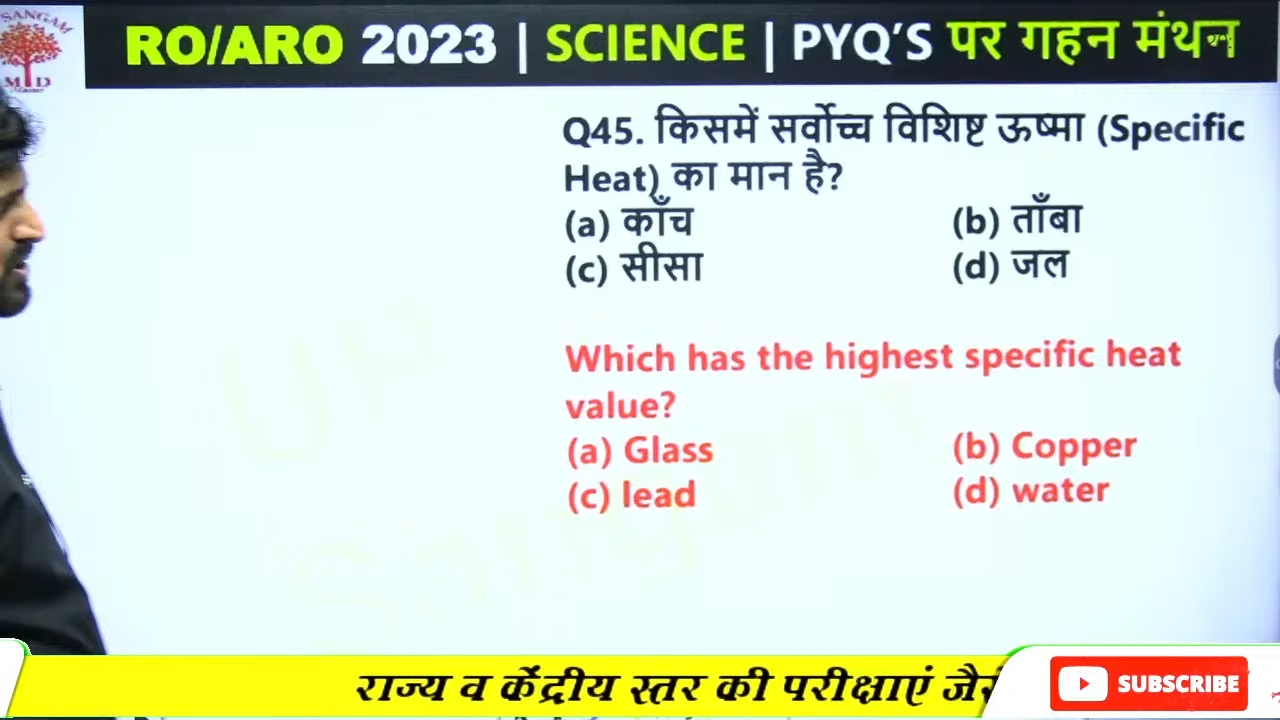 SANGAM
RO/ARO 2023 | SCIENCE | PYQ'S पर गहन मंथन
Q45. किसमें सर्वोच्च विशिष्ट ऊष्मा (Specific
Heat) का मान है?
(a) काँच (b) ताँबा
(c) सीसा (d) जल
Which has the highest specific heat
value?
(a) Glass (b) Copper
(c) lead (d) water
राज्य व केंद्रीय स्तर की परीक्षाएं
SUBSCRIBE